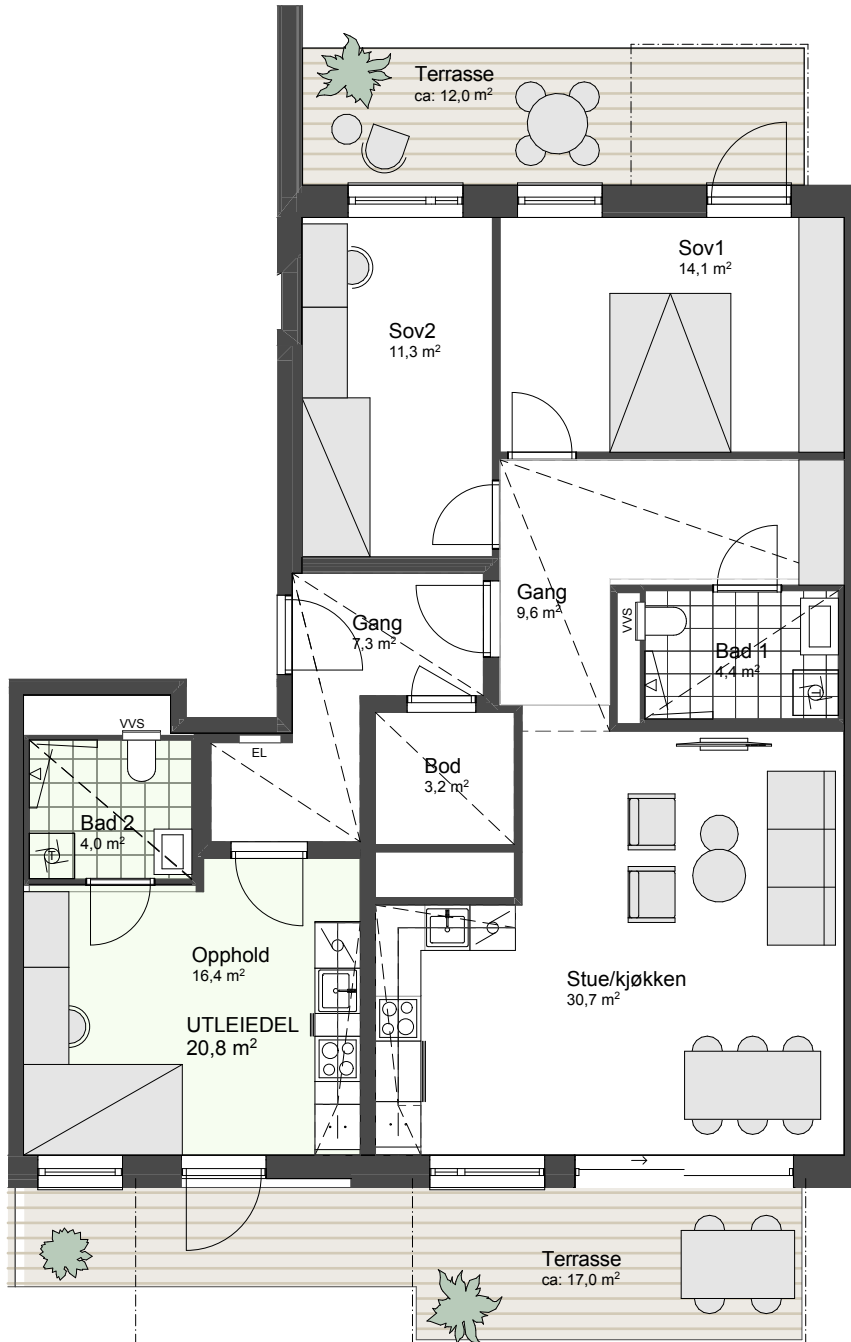 Terrasse
ca: 12,0 m²
Sov1
14,1 m²
Sov2
11,3 m²
Gang
9,6 m²
Gang
7,3 m²
VVS
Bad 1
4,4 m²
VVS
EL
Bod
3,2 m²
Bad 2
4,0 m²
T
T
Opphold
16,4 m²
UTLEIEDEL
20,8 m²
Stue/kjøkken
30,7 m²
Terrasse
ca: 17,0 m²